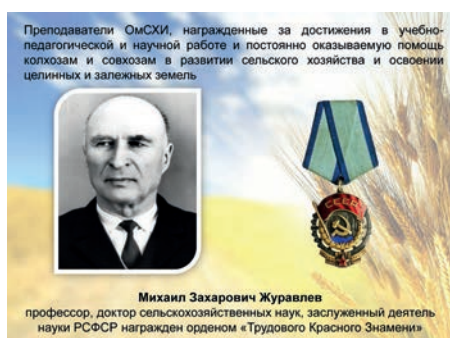 Преподаватели ОмСХИ, награжденные за достижения в учебно-
педагогической и научной работе и постоянно оказываемую помощь
колхозам и совхозам в развитии сельского хозяйства и освоении
целинных и залежных земель
СССР
Михаил Захарович Журавлев
профессор, доктор сельскохозяйственных наук, заслуженный деятель
науки РСФСР награжден орденом «Трудового Красного Знамени»